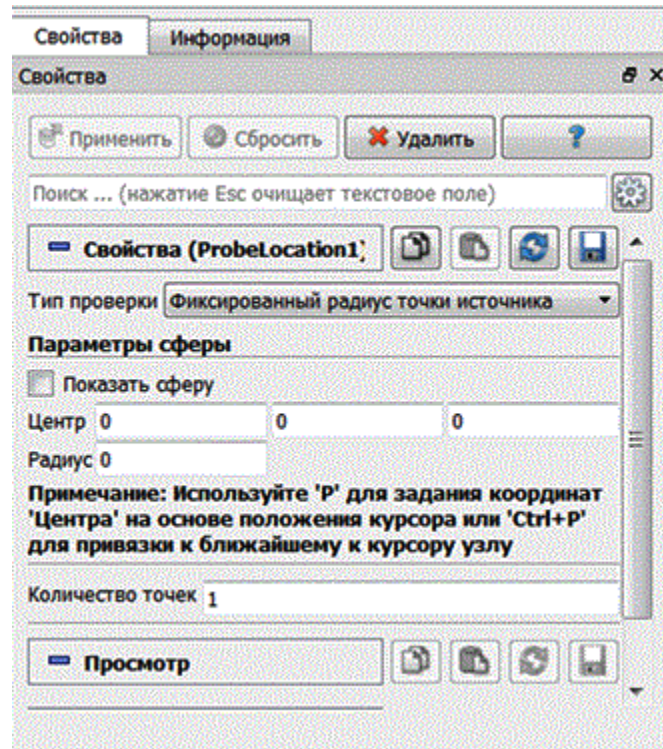 Свойства Информация
Свойства
Применить Сбросить Удалить ?
Поиск ... (нажатие Esc очищает текстовое поле)
Свойства (ProbeLocation1)
Тип проверки Фиксированный радиус точки источника
Параметры сферы
Показать сферу
Центр 0 0 0
Радиус 0
Примечание: Используйте 'P' для задания координат
'Центра' на основе положения курсора или 'Ctrl+P'
для привязки к ближайшему к курсору узлу
Количество точек 1
Просмотр